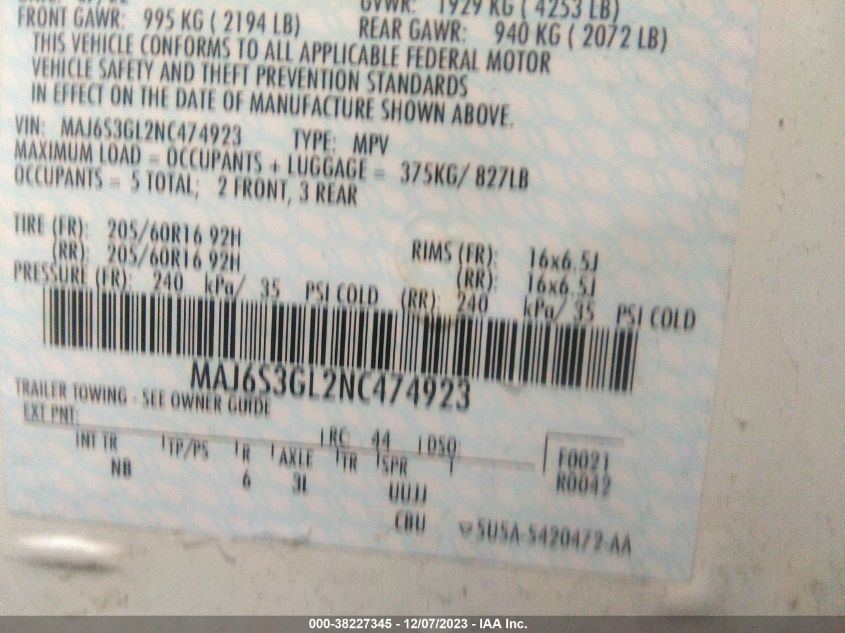 GVWR: 1929 KG ( 4253 LB)
FRONT GAWR: 995 KG ( 2194 LB) REAR GAWR: 940 KG ( 2072 LB)
THIS VEHICLE CONFORMS TO ALL APPLICABLE FEDERAL MOTOR
VEHICLE SAFETY AND THEFT PREVENTION STANDARDS
IN EFFECT ON THE DATE OF MANUFACTURE SHOWN ABOVE.
VIN: MAJ6S3GL2NC474923 TYPE: MPV
MAXIMUM LOAD = OCCUPANTS + LUGGAGE = 375KG/ 827LB
OCCUPANTS = 5 TOTAL; 2 FRONT, 3 REAR
TIRE (FR): 205/60R16 92H RIMS (FR): 16x6.5J
(RR): 205/60R16 92H (RR): 16x6.5J
PRESSURE (FR): 240 kPa/ 35 PSI COLD (RR): 240 kPa/ 35 PSI COLD
MAJ6S3GL2NC474923
TRAILER TOWING - SEE OWNER GUIDE
EXT PNT: RC: 44 DSO:
INT TR TP/PS R AXLE TR SPR F0021
NB 6 3L UUJJ R0042
CBU 5U5A-5420472-AA
000-38227345 - 12/07/2023 - IAA Inc.